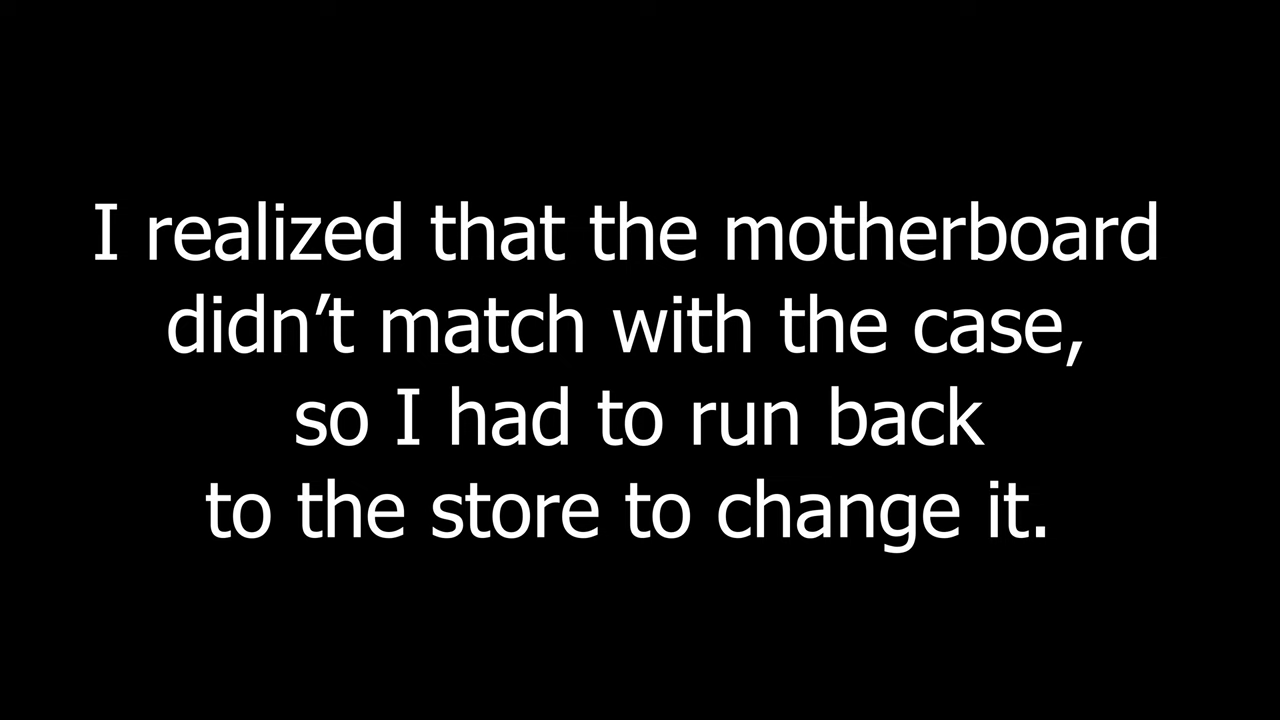 I realized that the motherboard
didn’t match with the case,
so I had to run back
to the store to change it.